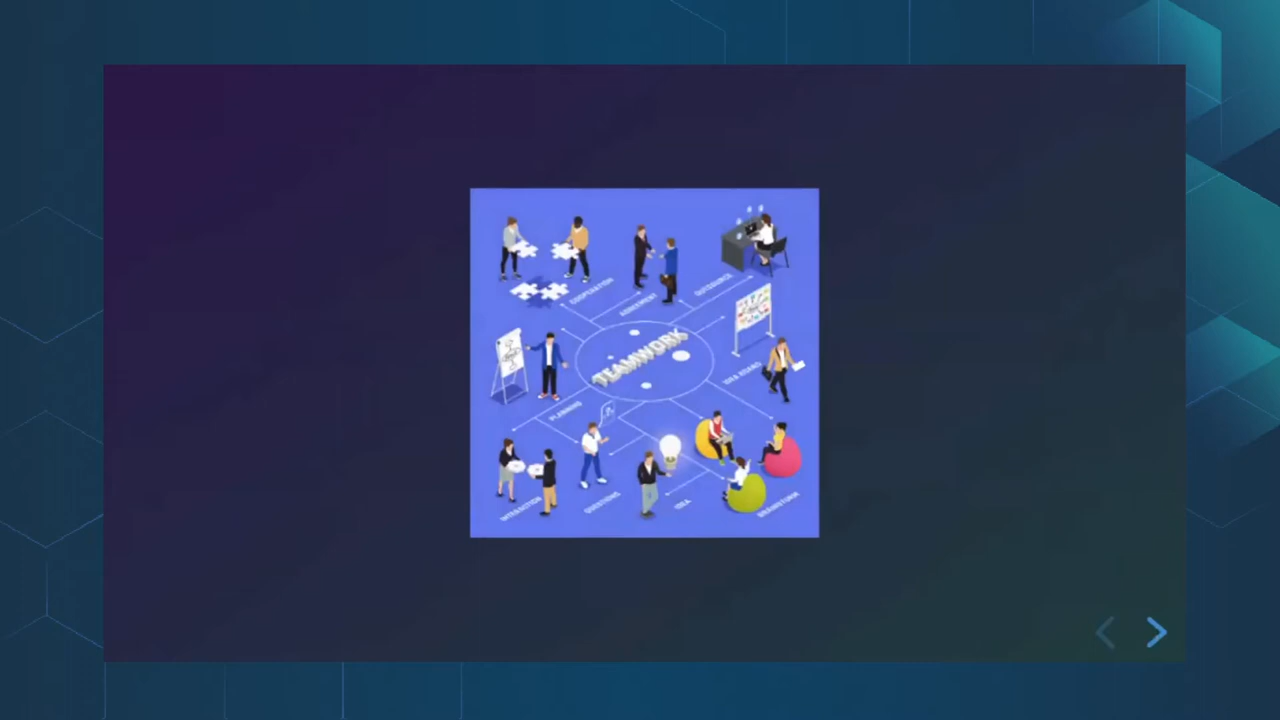 COOPERATION
AGREEMENT
OUTSOURCE
TEAMWORK
IDEA BOARD
PLANNING
INTERACTION
QUESTIONS
IDEA
BRAINSTORM